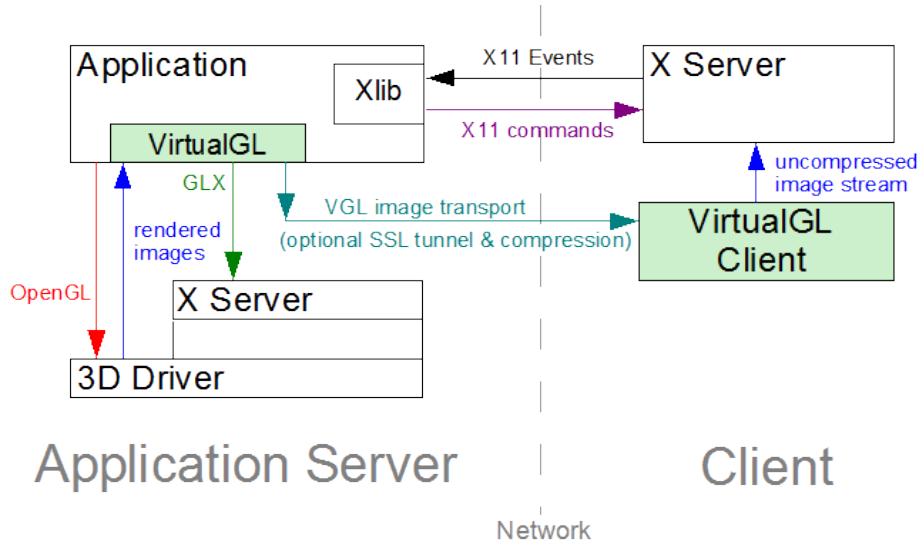 Application
Xlib
X11 Events
X Server
X11 commands
VirtualGL
GLX
uncompressed
image stream
VGL image transport
(optional SSL tunnel & compression)
VirtualGL
Client
rendered
images
OpenGL
X Server
3D Driver
Application Server
Client
Network